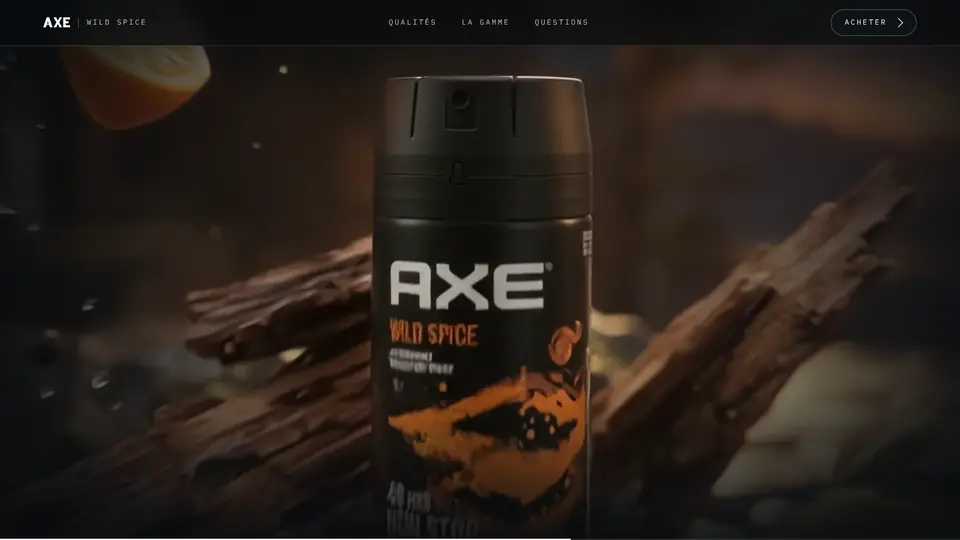 AXE | WILD SPICE
QUALITÉS
LA GAMME
QUESTIONS
ACHETER
AXE
WILD SPICE